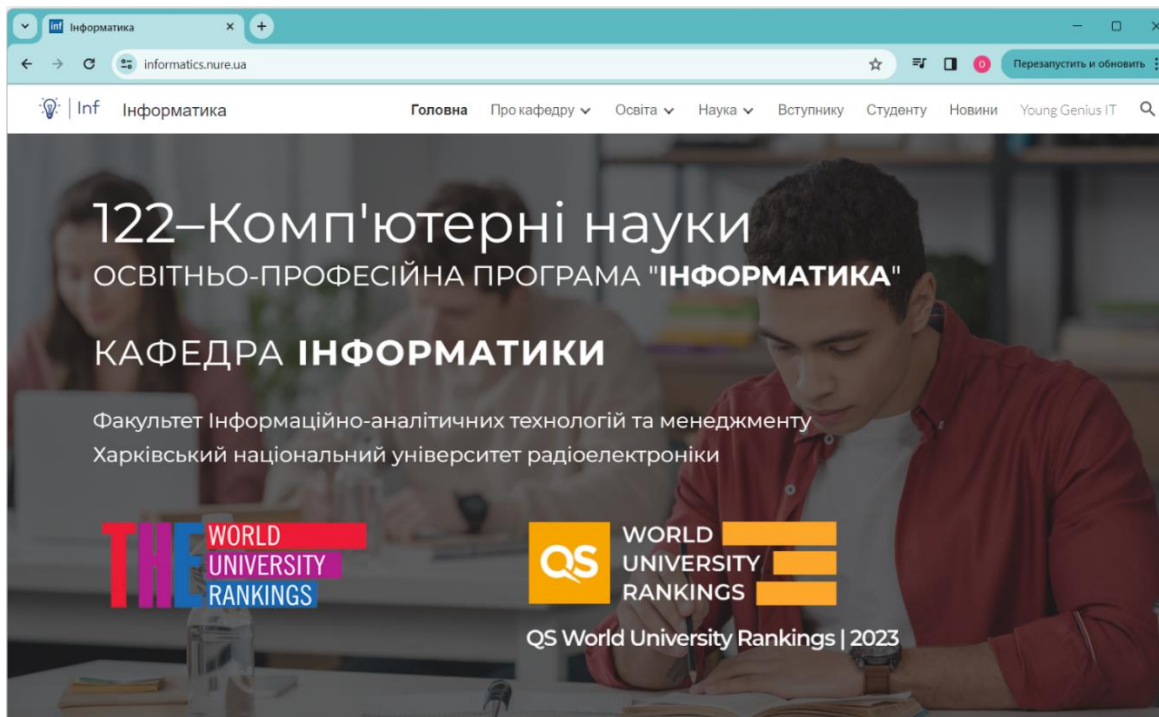 Інформатика
informatics.nure.ua
Перезапустить и обновить
Inf Інформатика Головна Про кафедру Освіта Наука Вступнику Студенту Новини Young Genius IT
122–Комп'ютерні науки
ОСВІТНЬО-ПРОФЕСІЙНА ПРОГРАМА "ІНФОРМАТИКА"
КАФЕДРА ІНФОРМАТИКИ
Факультет Інформаційно-аналітичних технологій та менеджменту
Харківський національний університет радіоелектроніки
THE WORLD UNIVERSITY RANKINGS
QS WORLD UNIVERSITY RANKINGS
QS World University Rankings | 2023